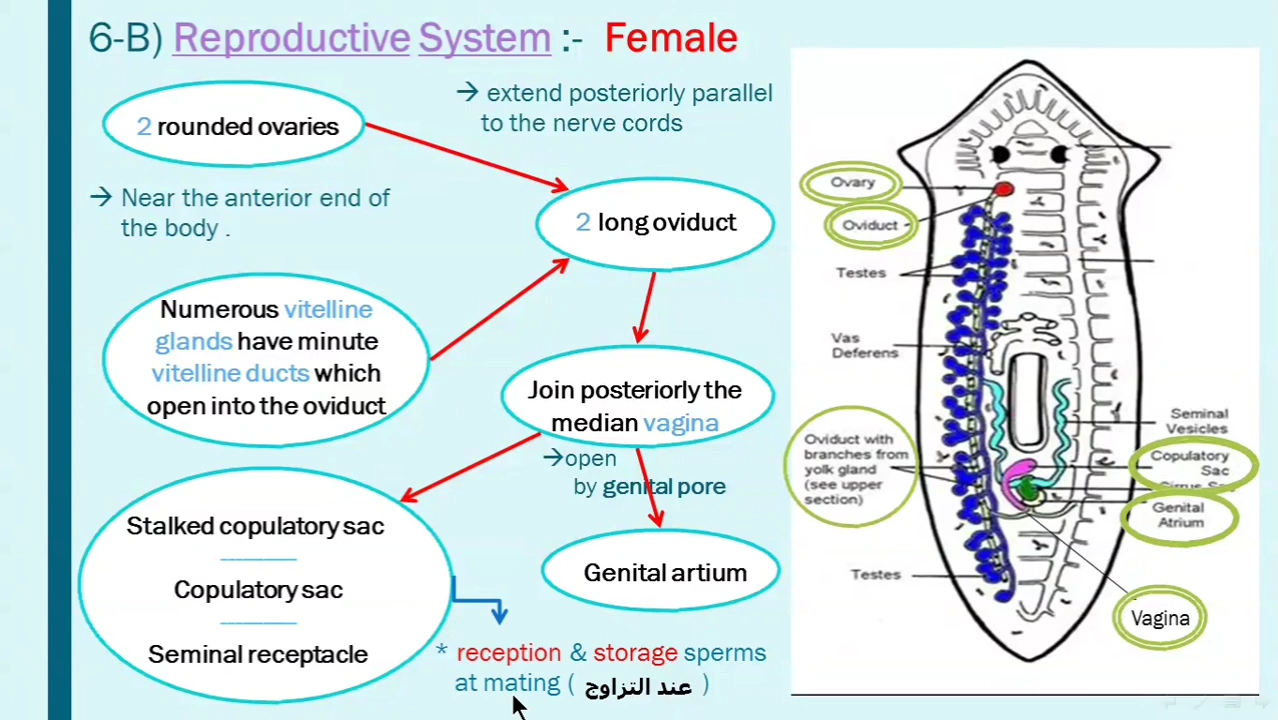 6-B) Reproductive System :- Female
→ extend posteriorly parallel
to the nerve cords
2 rounded ovaries
→ Near the anterior end of
the body .
2 long oviduct
Numerous vitelline
glands have minute
vitelline ducts which
open into the oviduct
Join posteriorly the
median vagina
→open
by genital pore
Stalked copulatory sac
Copulatory sac
Seminal receptacle
Genital artium
* reception & storage sperms
at mating ( عند التزاوج )
Ovary
Oviduct
Testes
Vas
Deferens
Oviduct with
branches from
yolk gland
(see upper
section)
Testes
Seminal
Vesicles
Copulatory
Sac
Genital
Atrium
Vagina